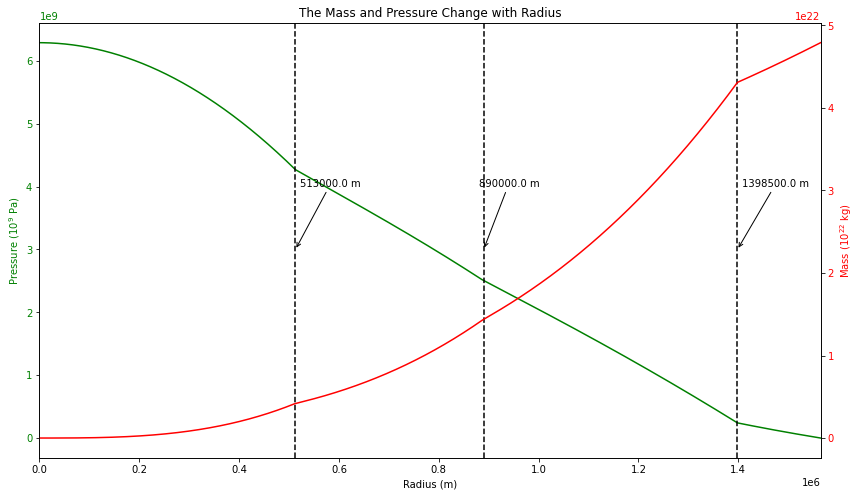 The Mass and Pressure Change with Radius
1e9
1e22
6
5
4
3
2
1
0
Pressure (10⁹ Pa)
513000.0 m
890000.0 m
1398500.0 m
5
4
3
2
1
0
Mass (10²² kg)
0.0 0.2 0.4 0.6 0.8 1.0 1.2 1.4
1e6
Radius (m)